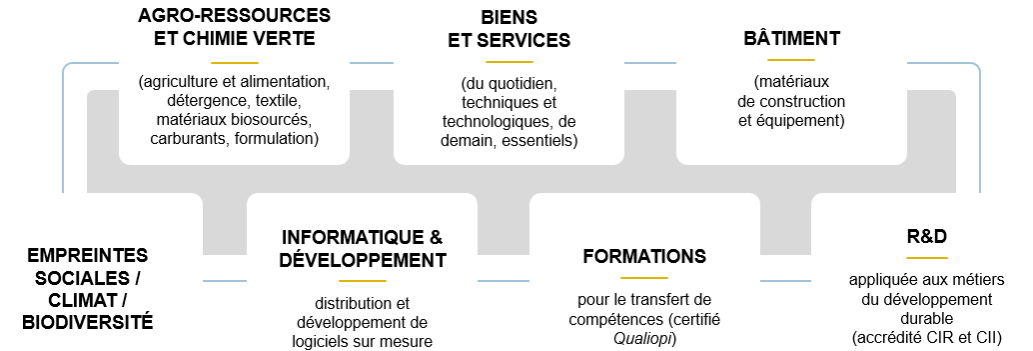 AGRO-RESSOURCES
ET CHIMIE VERTE
(agriculture et alimentation,
détergence, textile,
matériaux biosourcés,
carburants, formulation)
BIENS
ET SERVICES
(du quotidien,
techniques et
technologiques, de
demain, essentiels)
BÂTIMENT
(matériaux
de construction
et équipement)
EMPREINTES
SOCIALES /
CLIMAT /
BIODIVERSITÉ
INFORMATIQUE &
DÉVELOPPEMENT
distribution et
développement de
logiciels sur mesure
FORMATIONS
pour le transfert de
compétences (certifié
Qualiopi)
R&D
appliquée aux métiers
du développement
durable
(accrédité CIR et CII)